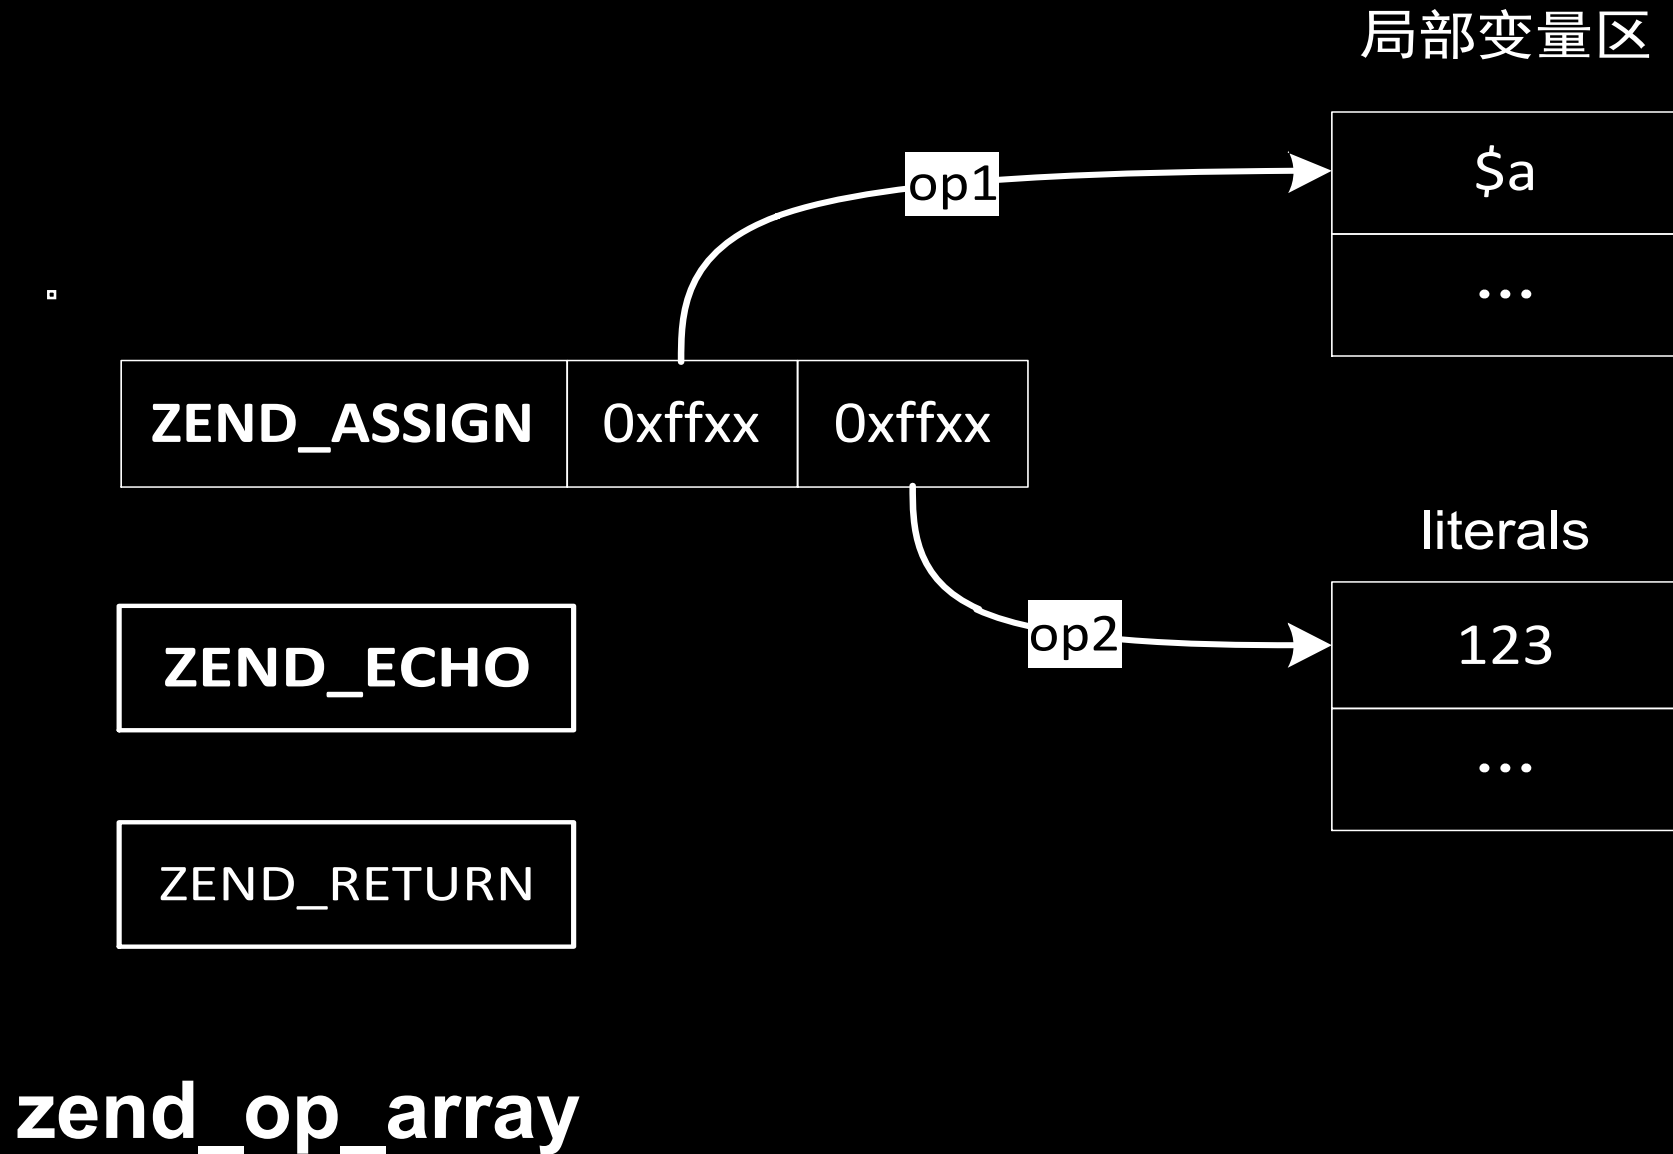 局部变量区
op1
$a
...
ZEND_ASSIGN 0xffxx 0xffxx
literals
op2
123
...
ZEND_ECHO
ZEND_RETURN
zend_op_array